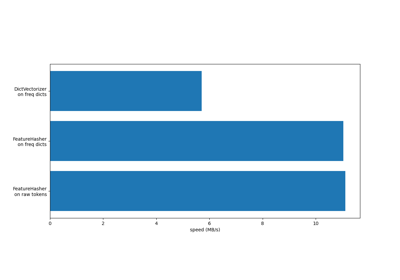 DictVectorizer
on freq dicts
FeatureHasher
on freq dicts
FeatureHasher
on raw tokens
0 2 4 6 8 10
speed (MB/s)